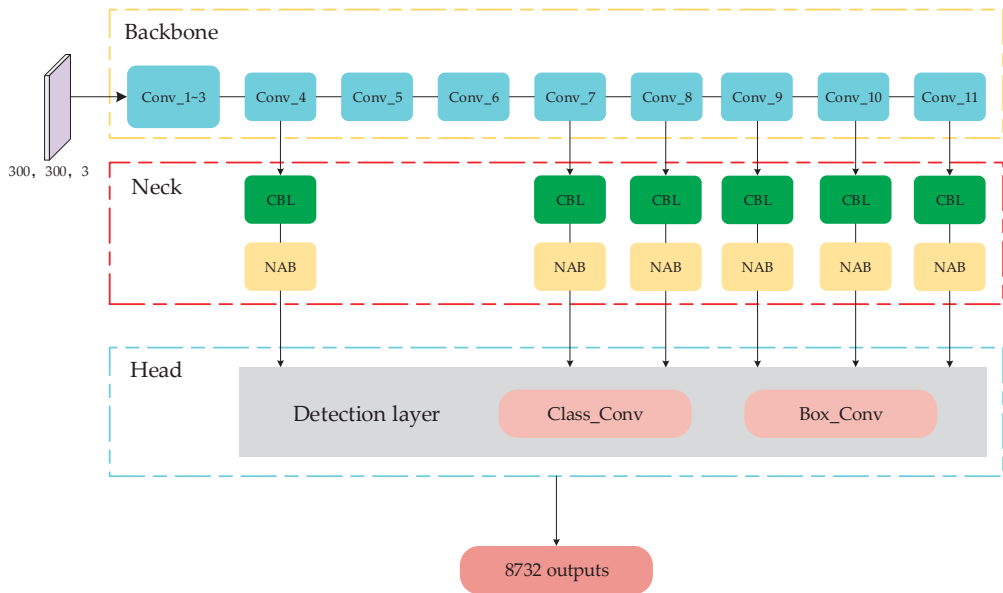 Backbone
Conv_1~3 Conv_4 Conv_5 Conv_6 Conv_7 Conv_8 Conv_9 Conv_10 Conv_11
300, 300, 3
Neck
CBL CBL CBL CBL CBL CBL
NAB NAB NAB NAB NAB NAB
Head
Detection layer Class_Conv Box_Conv
8732 outputs